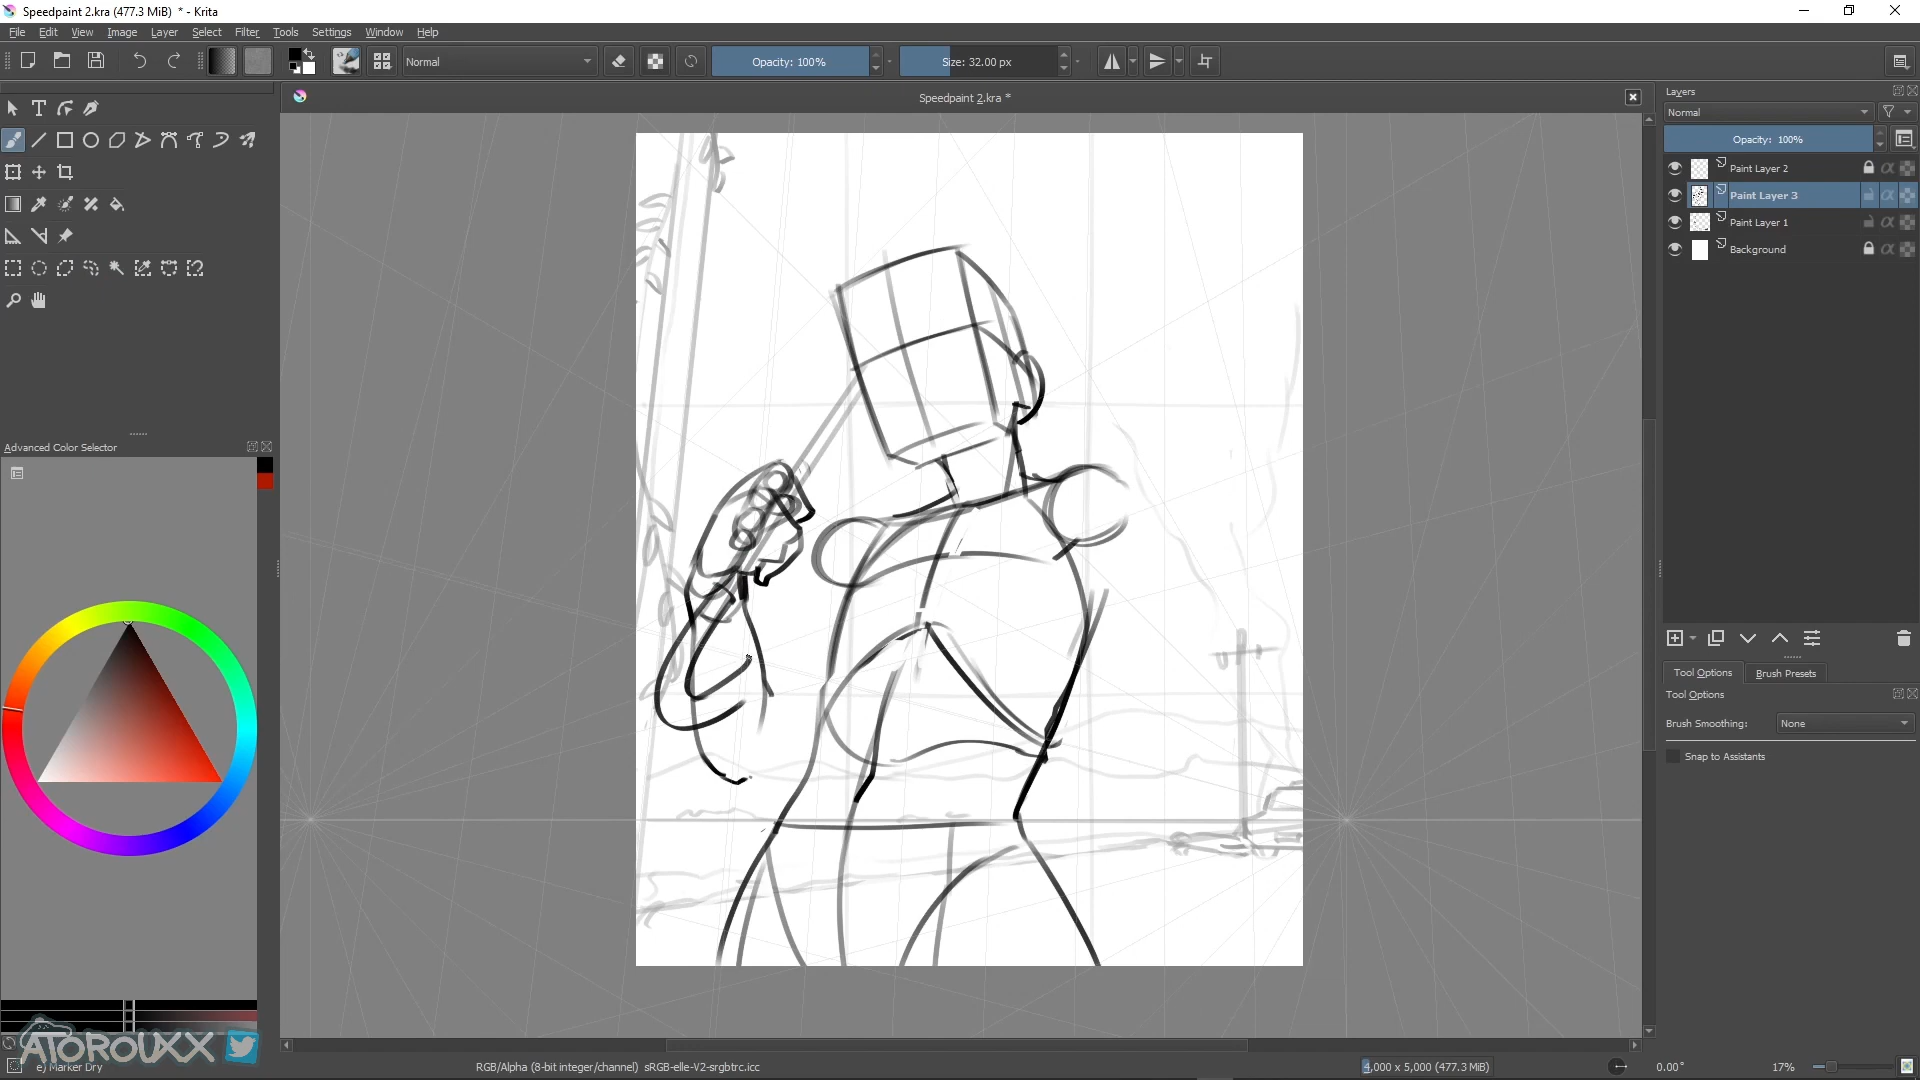 Speedpaint 2.kra (477.3 MiB) * - Krita
File Edit View Image Layer Select Filter Tools Settings Window Help
Normal
Opacity: 100%
Size: 32.00 px
Speedpaint 2.kra *
Layers
Normal
Opacity: 100%
Paint Layer 2
Paint Layer 3
Paint Layer 1
Background
Advanced Color Selector
Tool Options Brush Presets
Tool Options
Brush Smoothing: None
Snap to Assistants
ATOROUXX
e) Marker Dry
RGB/Alpha (8-bit integer/channel) sRGB-elle-V2-srgbtrc.icc
4,000 x 5,000 (477.3 MiB)
0.00°
17%